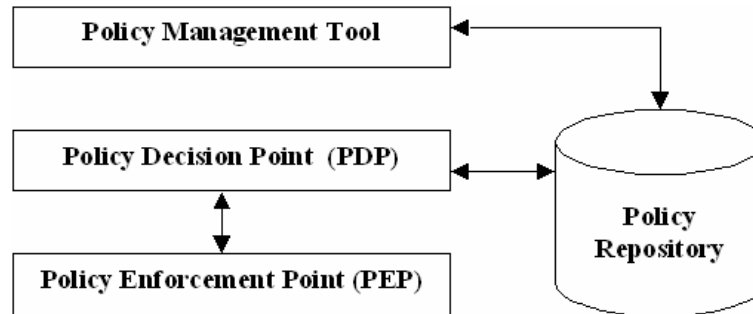 Policy Management Tool
Policy Decision Point (PDP)
Policy
Repository
Policy Enforcement Point (PEP)